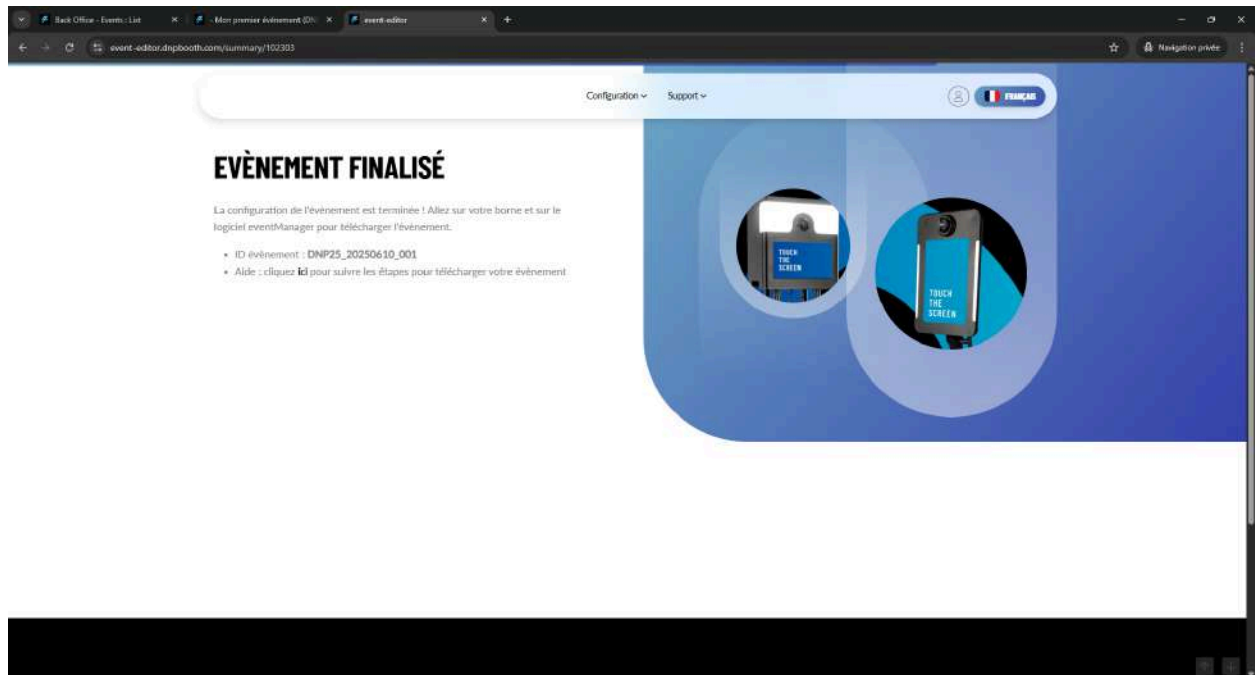 Back Office - Events : List
- Mon premier événement (DN
event-editor
event-editor.dnpbooth.com/summary/102303
Navigation privée
Configuration
Support
FRANÇAIS
EVÈNEMENT FINALISÉ
La configuration de l'évènement est terminée ! Allez sur votre borne et sur le
logiciel eventManager pour télécharger l'évènement.
ID évènement : DNP25_20250610_001
Aide : cliquez ici pour suivre les étapes pour télécharger votre évènement
TOUCH
THE
SCREEN
TOUCH
THE
SCREEN